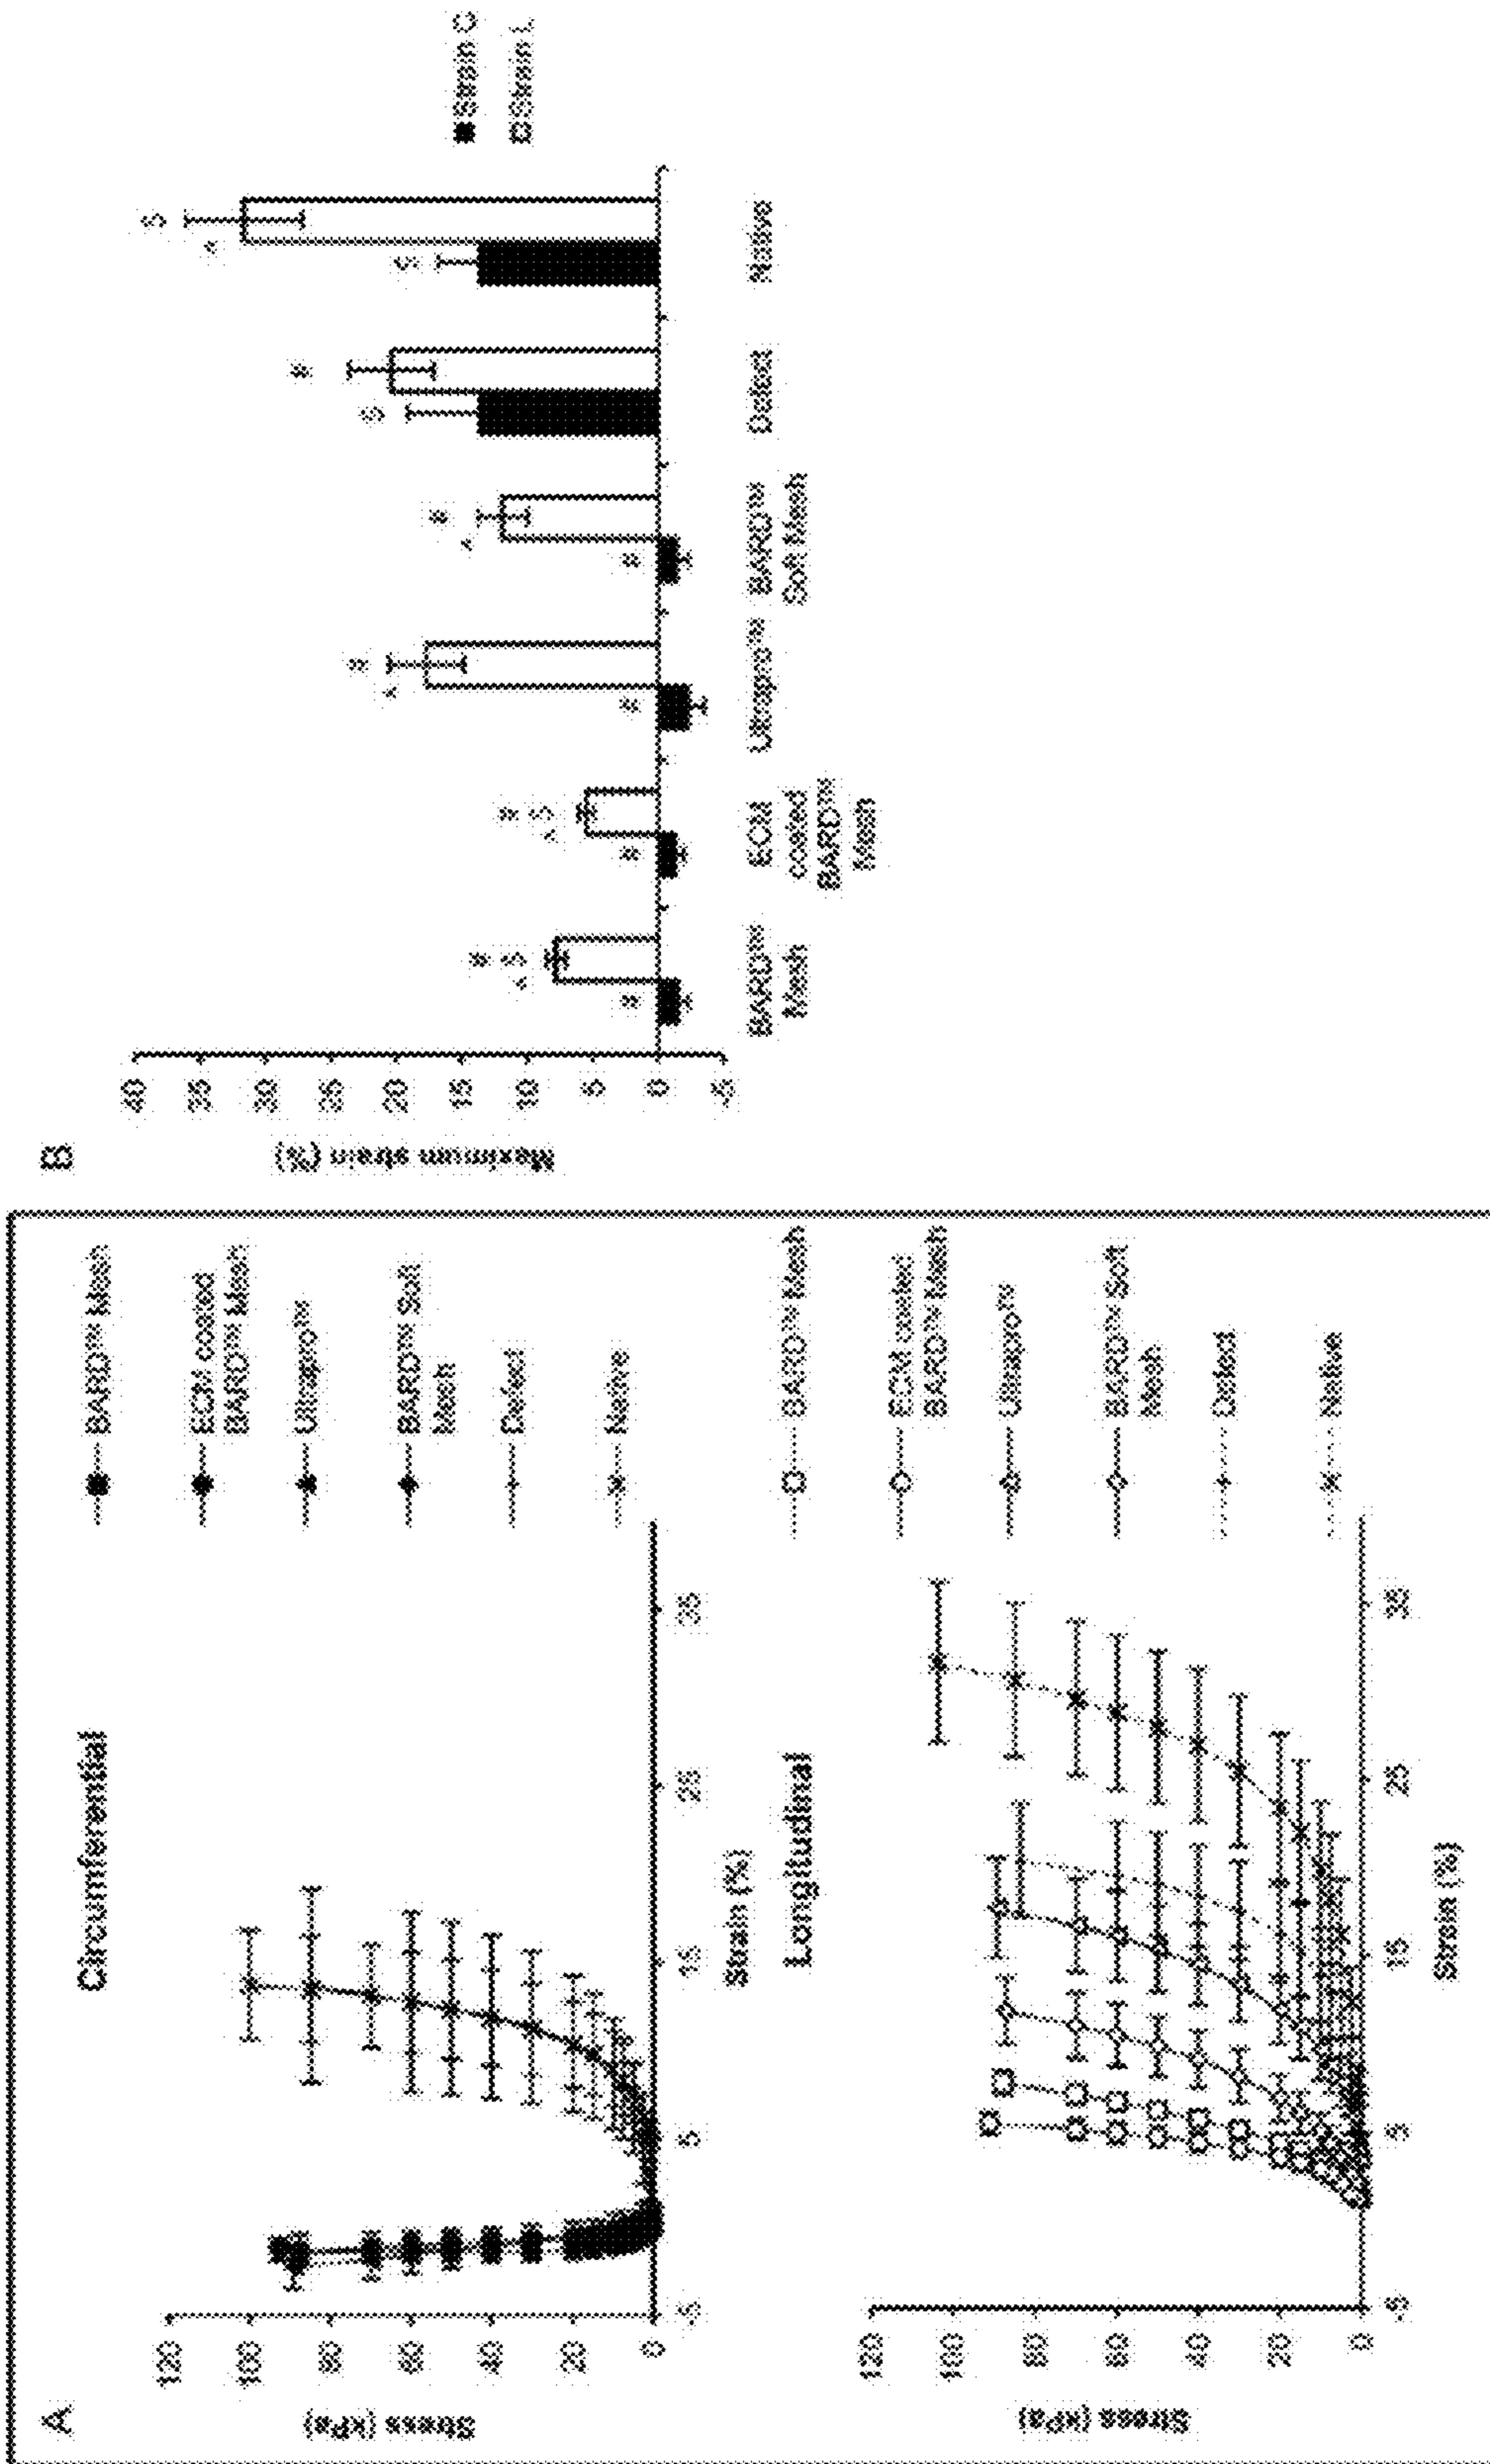 A
Circumferential
Stress (kPa)
120
100
80
60
40
20
0
-5
5
15
25
35
Strain (%)
BARD™ Mesh
ECM coated
BARD™ Mesh
Ultrapro™
BARD™ Soft
Mesh
Defect
Native
Longitudinal
Stress (kPa)
120
100
80
60
40
20
0
-5
5
15
25
35
Strain (%)
BARD™ Mesh
ECM coated
BARD™ Mesh
Ultrapro™
BARD™ Soft
Mesh
Defect
Native
B
Maximum strain (%)
40
35
30
25
20
15
10
5
0
-5
# # ^ $
# # ^ $
# ^ #
# ^ #
$ #
^ $
BARD™
Mesh
ECM
coated
BARD™
Mesh
Ultrapro™
BARD™
Soft Mesh
Defect
Native
Strain C
Strain L